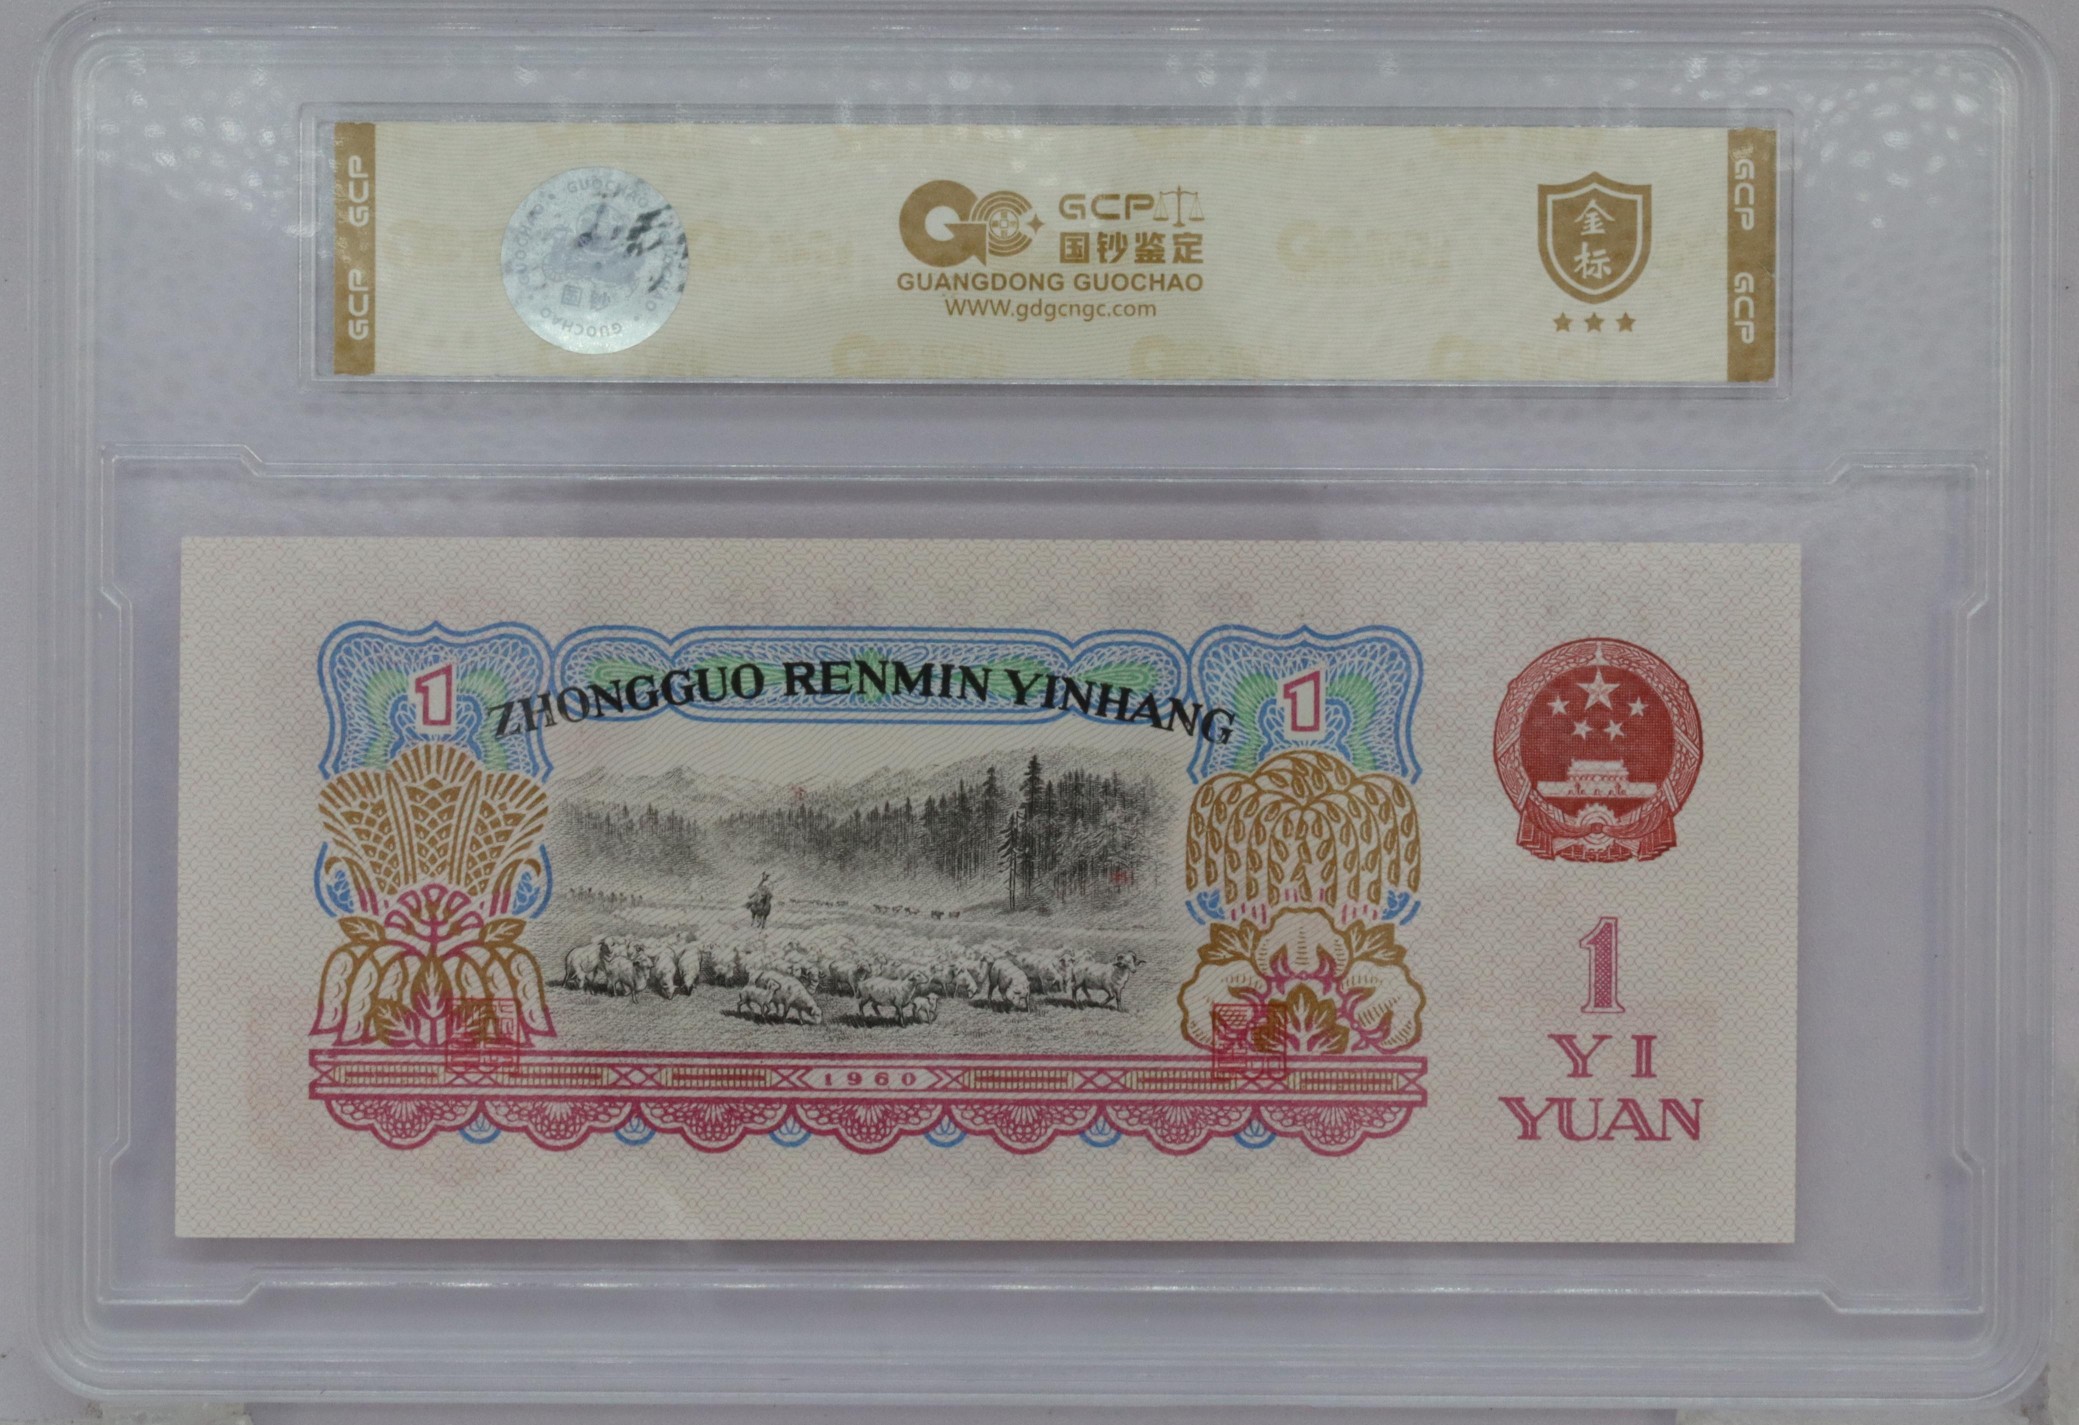 GCP GCP
GUOCHAO
国钞
GUOCHAO
GCP
国钞鉴定
GUANGDONG GUOCHAO
WWW.gdgcngc.com
金标
GCP GCP
1
ZHONGGUO RENMIN YINHANG
1
1960
1
YI
YUAN